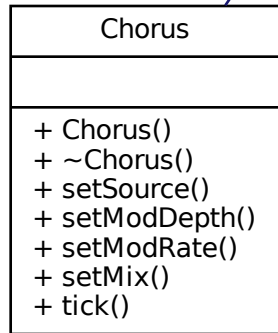 Chorus
+ Chorus()
+ ~Chorus()
+ setSource()
+ setModDepth()
+ setModRate()
+ setMix()
+ tick()